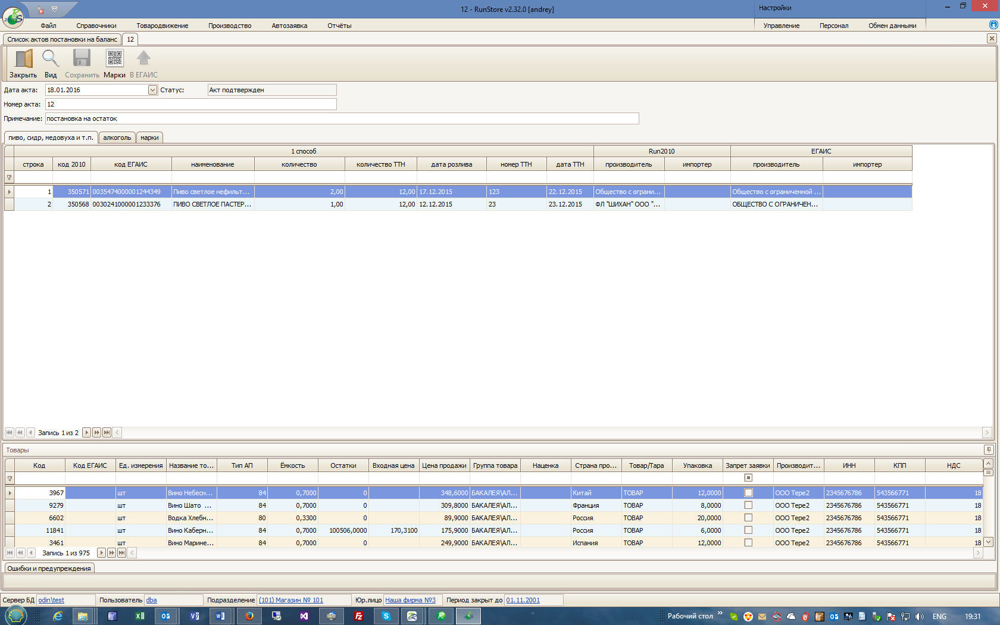 12 - RunStore v2.32.0 [andrey]
Настройки
Файл Справочники Товародвижение Производство Автозаявка Отчёты Управление Персонал Обмен данными
Список актов постановки на баланс 12
Закрыть Вид Сохранить Марки В ЕГАИС
Дата акта: 18.01.2016 Статус: Акт подтвержден
Номер акта: 12
Примечание: постановка на остаток
пиво, сидр, медовуха и т.п. алкоголь марки
1 способ Run2010 ЕГАИС
строка код 2010 код ЕГАИС наименование количество количество ТТН дата розлива номер ТТН дата ТТН производитель импортер производитель импортер
1 350571 0035474000001244349 Пиво светлое нефильт... 2,00 12,00 17.12.2015 123 22.12.2015 Общество с ограни... Общество с ограниченной ...
2 350568 0030241000001233376 ПИВО СВЕТЛОЕ ПАСТЕР... 1,00 12,00 12.12.2015 23 23.12.2015 ФЛ "ШИХАН" ООО "... ОБЩЕСТВО С ОГРАНИЧЕН...
Запись 1 из 2
Товары
Код Код ЕГАИС Ед. измерения Название то... Тип АП Ёмкость Остатки Входная цена Цена продажи Группа товара Наценка Страна про... Товар/Тара Упаковка Запрет заявки Производит... ИНН КПП НДС
3967 шт Вино Небесн... 84 0,7000 0 348,6000 БАКАЛЕЯ\АЛ... Китай ТОВАР 12,0000 ООО Тере2 2345676786 543566771 18
9279 шт Вино Шато ... 84 0,7000 0 309,8000 БАКАЛЕЯ\АЛ... Франция ТОВАР 8,0000 ООО Тере2 2345676786 543566771 18
6602 шт Водка Хлебн... 80 0,3300 0 89,9000 БАКАЛЕЯ\АЛ... Россия ТОВАР 20,0000 ООО Тере2 2345676786 543566771 18
11841 шт Вино Каберн... 84 0,7000 100506,0000 170,3100 175,9000 БАКАЛЕЯ\АЛ... Россия ТОВАР 6,0000 ООО Тере2 2345676786 543566771 18
3461 шт Вино Марине... 84 0,7000 0 249,9000 БАКАЛЕЯ\АЛ... Испания ТОВАР 12,0000 ООО Тере2 2345676786 543566771 18
Запись 1 из 975
Ошибки и предупреждения
Сервер БД odin\test Пользователь dba Подразделение (101) Магазин № 101 Юр.лицо Наша фирма №3 Период закрыт до 01.11.2001
Рабочий стол » ENG 19:31